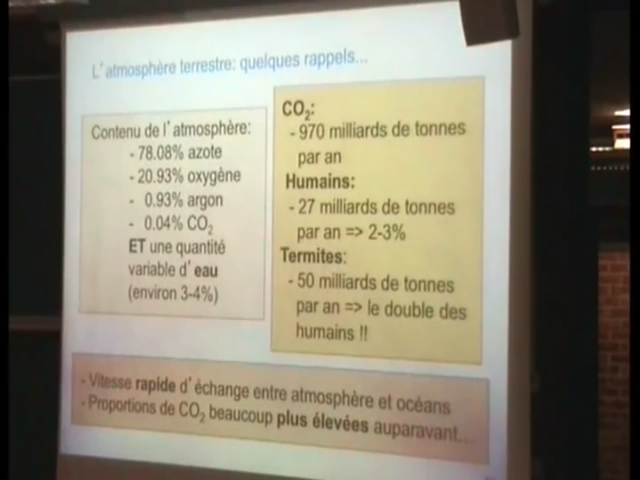 L'atmosphère terrestre: quelques rappels...
Contenu de l'atmosphère:
- 78.08% azote
- 20.93% oxygène
- 0.93% argon
- 0.04% CO₂
ET une quantité
variable d'eau
(environ 3-4%)
CO₂:
- 970 milliards de tonnes
par an
Humains:
- 27 milliards de tonnes
par an => 2-3%
Termites:
- 50 milliards de tonnes
par an => le double des
humains !!
- Vitesse rapide d'échange entre atmosphère et océans
- Proportions de CO₂ beaucoup plus élevées auparavant...